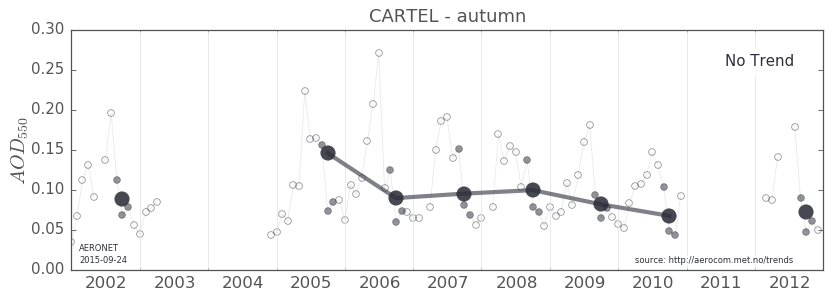 CARTEL - autumn
0.30
0.25
0.20
0.15
0.10
0.05
0.00
AOD550
No Trend
AERONET
2015-09-24
source: http://aerocom.met.no/trends
2002 2003 2004 2005 2006 2007 2008 2009 2010 2011 2012